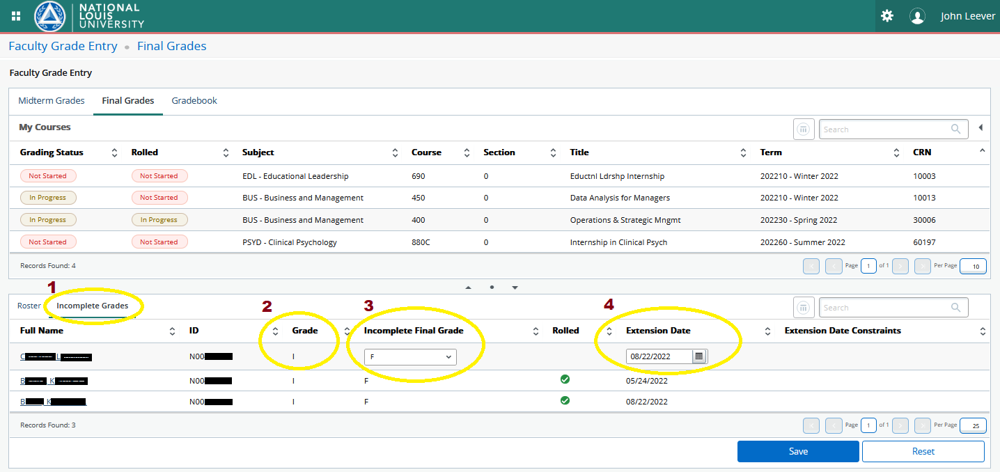 NATIONAL
LOUIS
UNIVERSITY
John Leever
Faculty Grade Entry • Final Grades
Faculty Grade Entry
Midterm Grades Final Grades Gradebook
My Courses Search
Grading Status Rolled Subject Course Section Title Term CRN
Not Started Not Started EDL - Educational Leadership 690 0 Eductnl Ldrshp Internship 202210 - Winter 2022 10003
In Progress Not Started BUS - Business and Management 450 0 Data Analysis for Managers 202210 - Winter 2022 10013
In Progress In Progress BUS - Business and Management 400 0 Operations & Strategic Mngmt 202230 - Spring 2022 30006
Not Started Not Started PSYD - Clinical Psychology 880C 0 Internship in Clinical Psych 202260 - Summer 2022 60197
Records Found: 4 Page 1 of 1 Per Page 10
1 2 3 4
Roster Incomplete Grades Search
Full Name ID Grade Incomplete Final Grade Rolled Extension Date Extension Date Constraints
C L N00 I F 08/22/2022
B , K N00 I F 05/24/2022
B , K N00 I F 08/22/2022
Records Found: 3 Page 1 of 1 Per Page 25
Save Reset